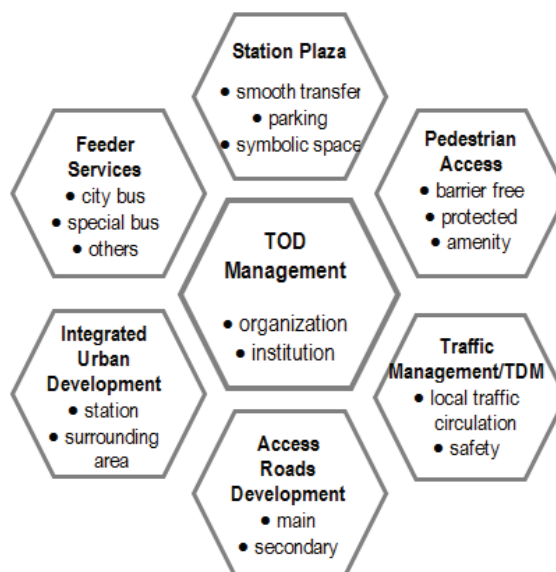 Station Plaza
● smooth transfer
● parking
● symbolic space
Feeder
Services
● city bus
● special bus
● others
Pedestrian
Access
● barrier free
● protected
● amenity
TOD
Management
● organization
● institution
Integrated
Urban
Development
● station
● surrounding
area
Traffic
Management/TDM
● local traffic
circulation
● safety
Access
Roads
Development
● main
● secondary